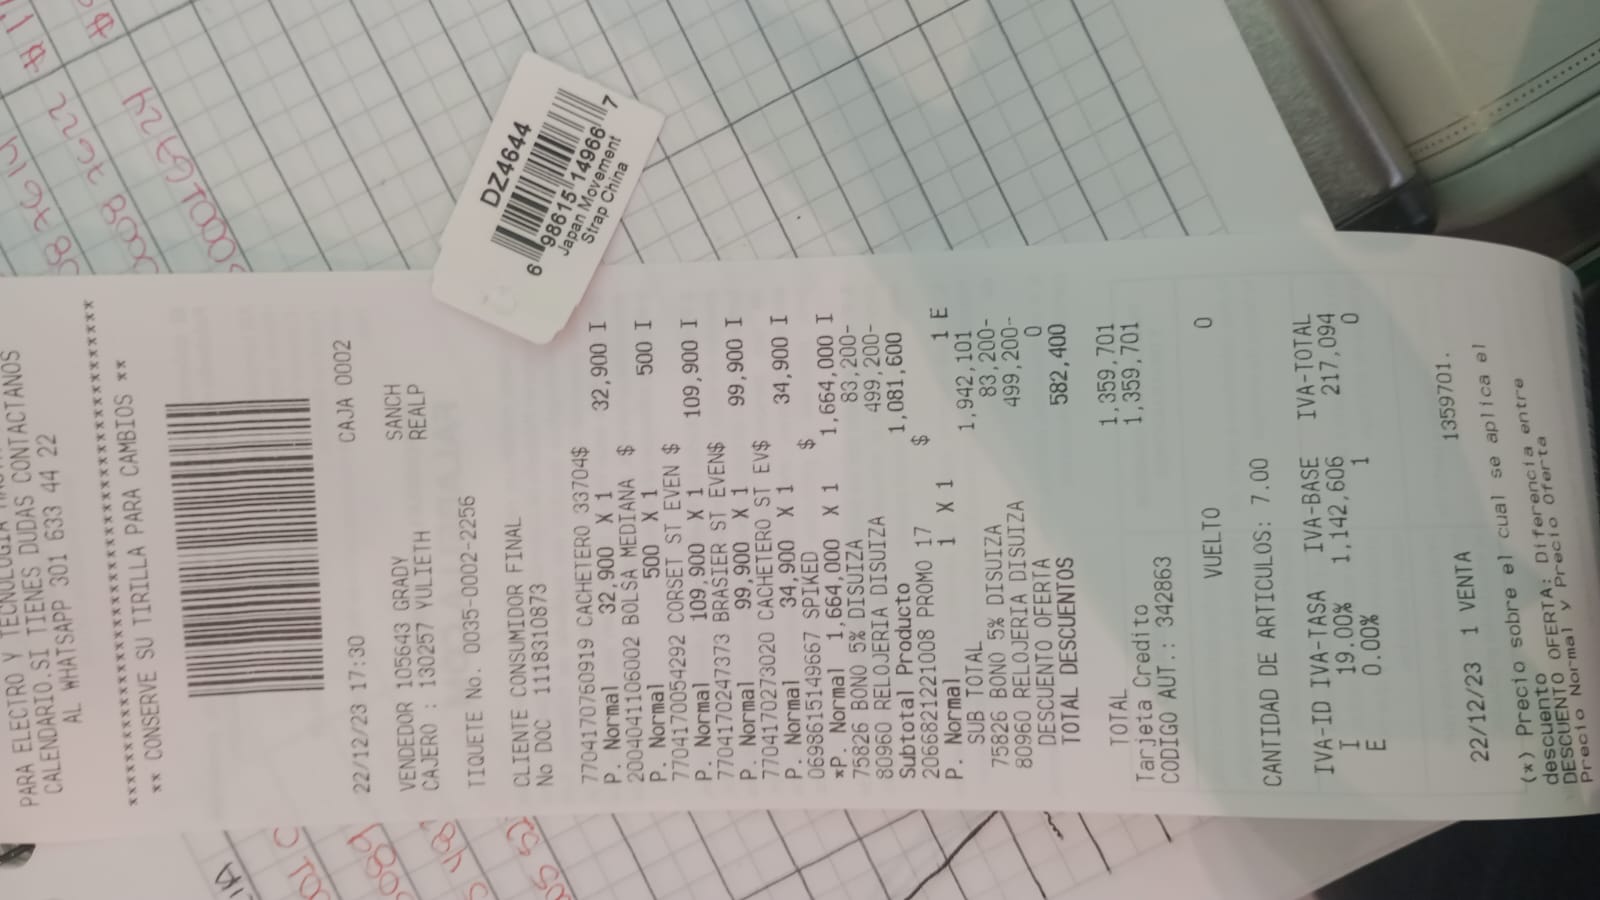 PARA ELECTRO Y TECNOLOGIA
CALENDARIO.SI TIENES DUDAS CONTACTANOS
AL WHATSAPP 301 633 44 22
** CONSERVE SU TIRILLA PARA CAMBIOS **
22/12/23 17:30 CAJA 0002
VENDEDOR 105643 GRADY SANCH
CAJERO : 130257 YULIETH REALP
TIQUETE No. 0035-0002-2256
CLIENTE CONSUMIDOR FINAL
No DOC 1118310873
7704170760919 CACHETERO 33704$
P. Normal 32,900 X 1 32,900 I
2004041106002 BOLSA MEDIANA $
P. Normal 500 X 1 500 I
7704170054292 CORSET ST EVEN $
P. Normal 109,900 X 1 109,900 I
7704170247373 BRASIER ST EVEN$
P. Normal 99,900 X 1 99,900 I
7704170273020 CACHETERO ST EV$
P. Normal 34,900 X 1 34,900 I
0698615149667 SPIKED $
*P. Normal 1,664,000 X 1 1,664,000 I
75826 BONO 5% DISUIZA 83,200-
80960 RELOJERIA DISUIZA 499,200-
Subtotal Producto 1,081,600
2066821221008 PROMO 17 $
P. Normal 1 X 1 1 E
SUB TOTAL 1,942,101
75826 BONO 5% DISUIZA 83,200-
80960 RELOJERIA DISUIZA 499,200-
DESCUENTO OFERTA 0
TOTAL DESCUENTOS 582,400
TOTAL 1,359,701
Tarjeta Credito 1,359,701
CODIGO AUT.: 342863
VUELTO 0
CANTIDAD DE ARTICULOS: 7.00
IVA-ID IVA-TASA IVA-BASE IVA-TOTAL
I 19.00% 1,142,606 217,094
E 0.00% 1 0
22/12/23 1 VENTA 1359701.
(*) Precio sobre el cual se aplica el
descuento
DESCUENTO OFERTA: Diferencia entre
Precio Normal y Precio Oferta
DZ4644
6 98615 14966 7
Japan Movement
Strap China